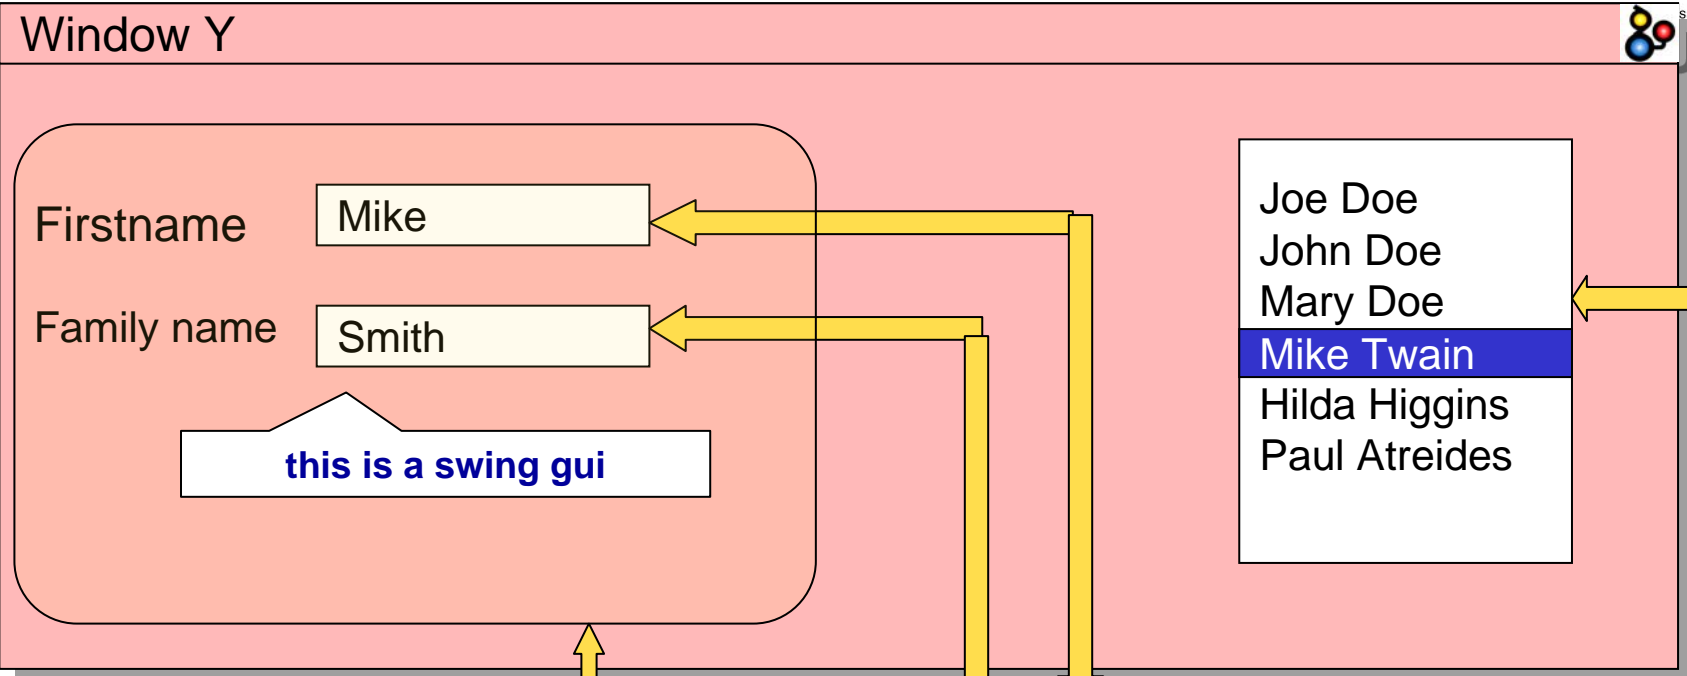 Window Y
s
Firstname
Mike
Family name
Smith
this is a swing gui
Joe Doe
John Doe
Mary Doe
Mike Twain
Hilda Higgins
Paul Atreides